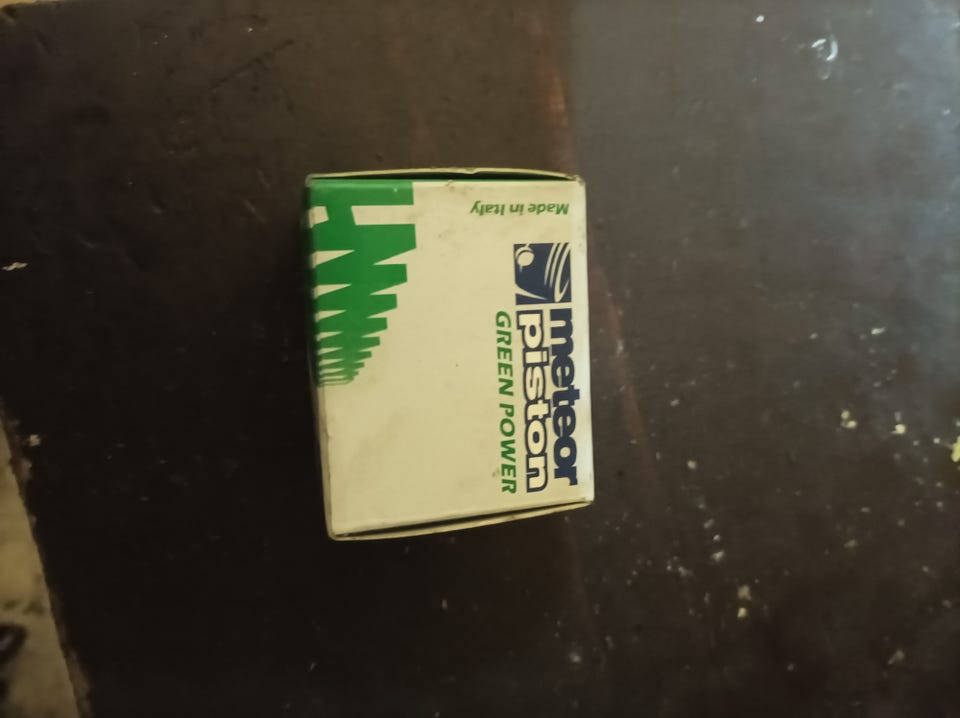 meteor
piston
GREEN POWER
Made in Italy